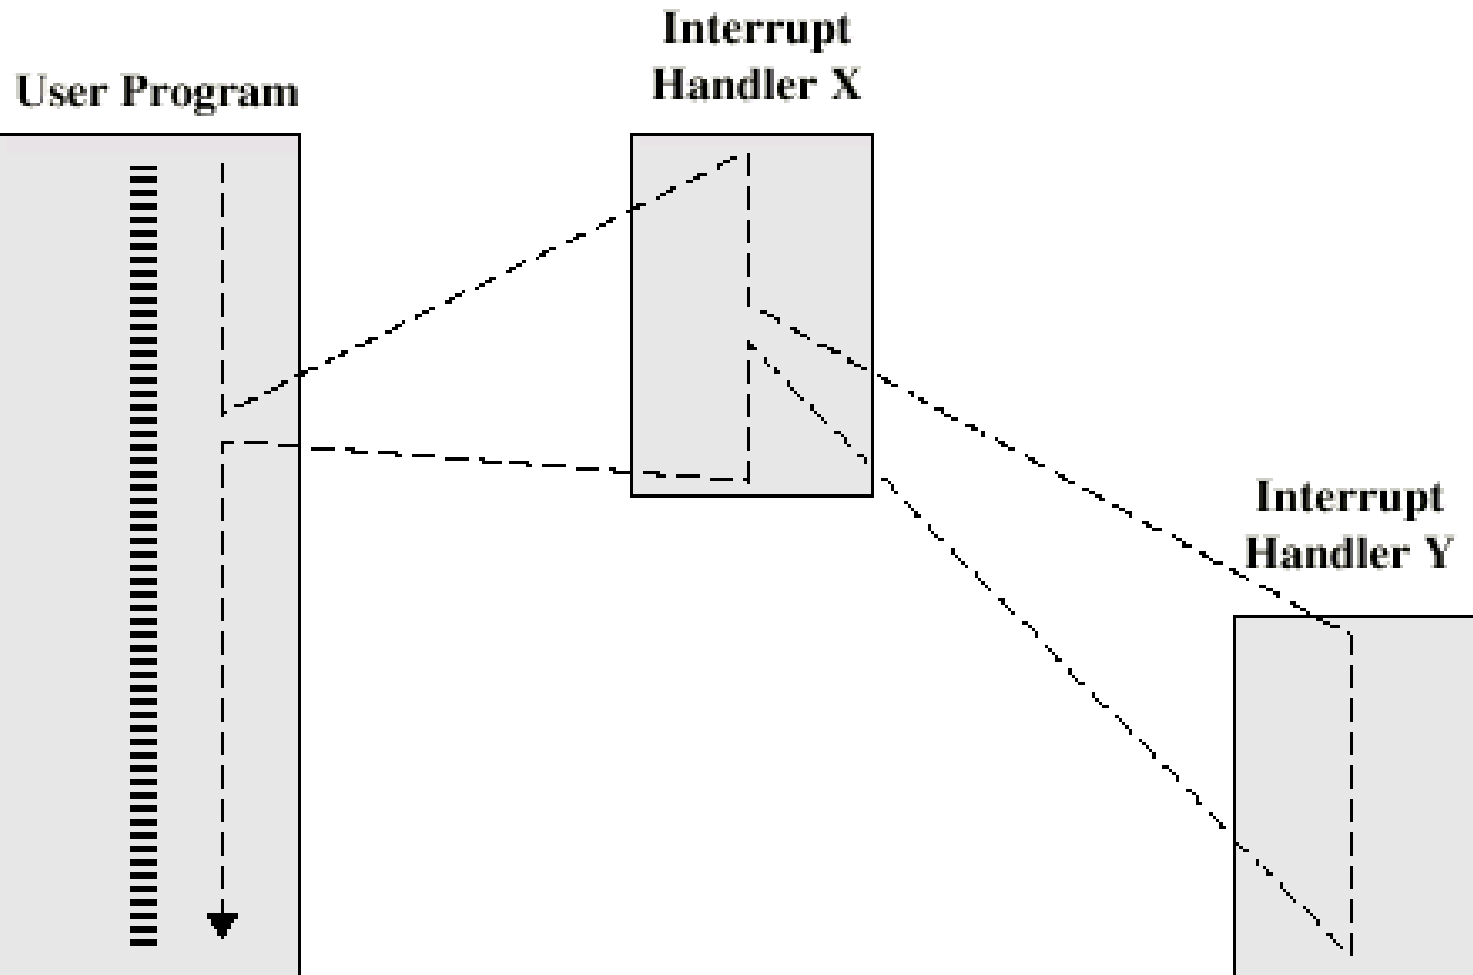 User Program
Interrupt
Handler X
Interrupt
Handler Y